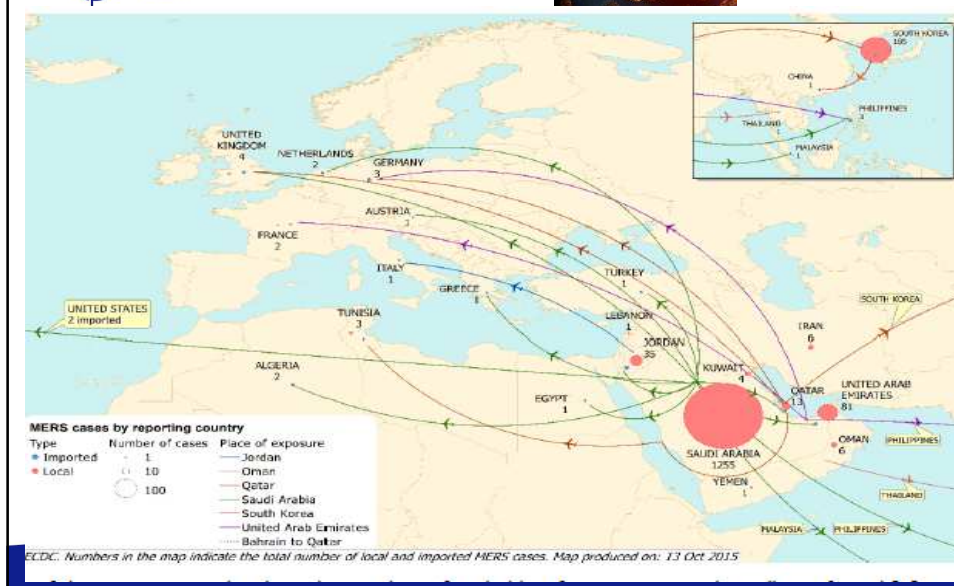 SOUTH KOREA
185
CHINA
1
PHILIPPINES
3
THAILAND
1
MALAYSIA
1
UNITED
KINGDOM
4
NETHERLANDS
2
GERMANY
3
AUSTRIA
FRANCE
2
ITALY
1
GREECE
1
TURKEY
1
UNITED STATES
2 imported
TUNISIA
3
LEBANON
1
JORDAN
35
SOUTH KOREA
IRAN
6
ALGERIA
2
KUWAIT
4
QATAR
13
UNITED ARAB
EMIRATES
81
EGYPT
1
PHILIPPINES
OMAN
6
SAUDI ARABIA
1255
YEMEN
1
THAILAND
MALAYSIA
PHILIPPINES
MERS cases by reporting country
Type Number of cases Place of exposure
Imported 1 Jordan
Local 10 Oman
100 Qatar
Saudi Arabia
South Korea
United Arab Emirates
Bahrain to Qatar
ECDC. Numbers in the map indicate the total number of local and imported MERS cases. Map produced on: 13 Oct 2015